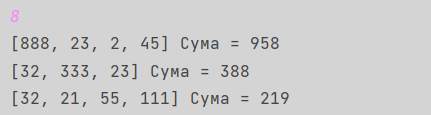 8
[888, 23, 2, 45] Сума = 958
[32, 333, 23] Сума = 388
[32, 21, 55, 111] Сума = 219